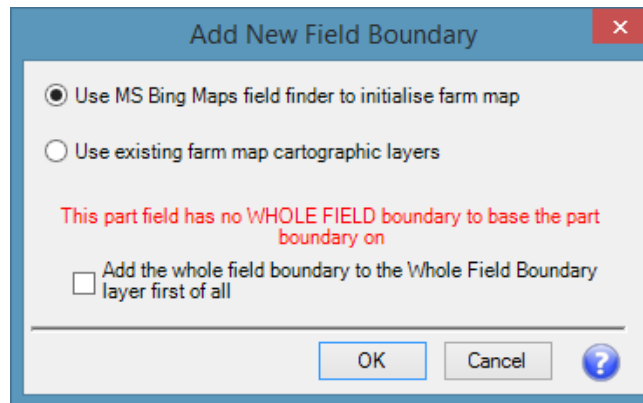 Add New Field Boundary
x
Use MS Bing Maps field finder to initialise farm map
Use existing farm map cartographic layers
This part field has no WHOLE FIELD boundary to base the part
boundary on
Add the whole field boundary to the Whole Field Boundary
layer first of all
OK Cancel ?